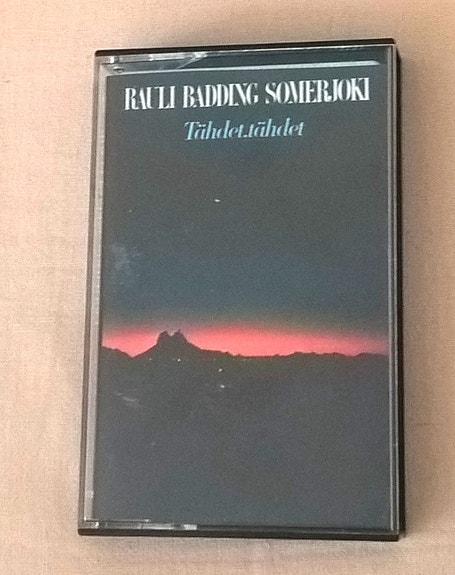 RAULI BADDING SOMERJOKI
Tähdet, tähdet